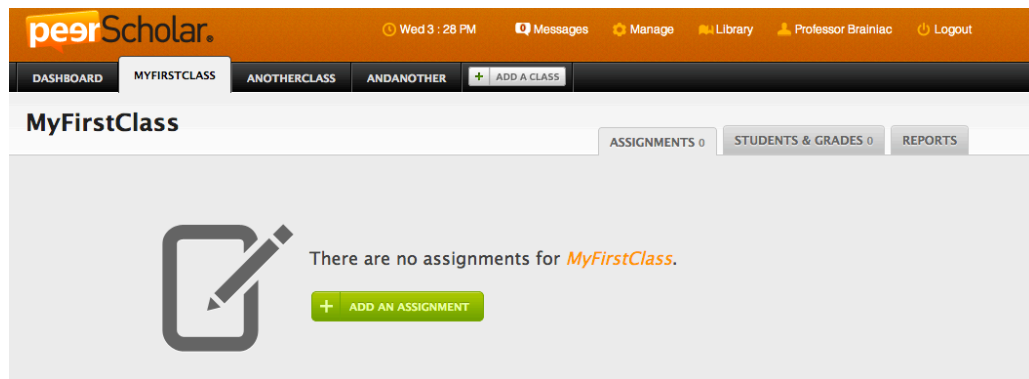 peerScholar.
Wed 3 : 28 PM 0 Messages Manage Library Professor Brainiac Logout
DASHBOARD MYFIRSTCLASS ANOTHERCLASS ANDANOTHER + ADD A CLASS
MyFirstClass
ASSIGNMENTS 0 STUDENTS & GRADES 0 REPORTS
There are no assignments for MyFirstClass.
+ ADD AN ASSIGNMENT